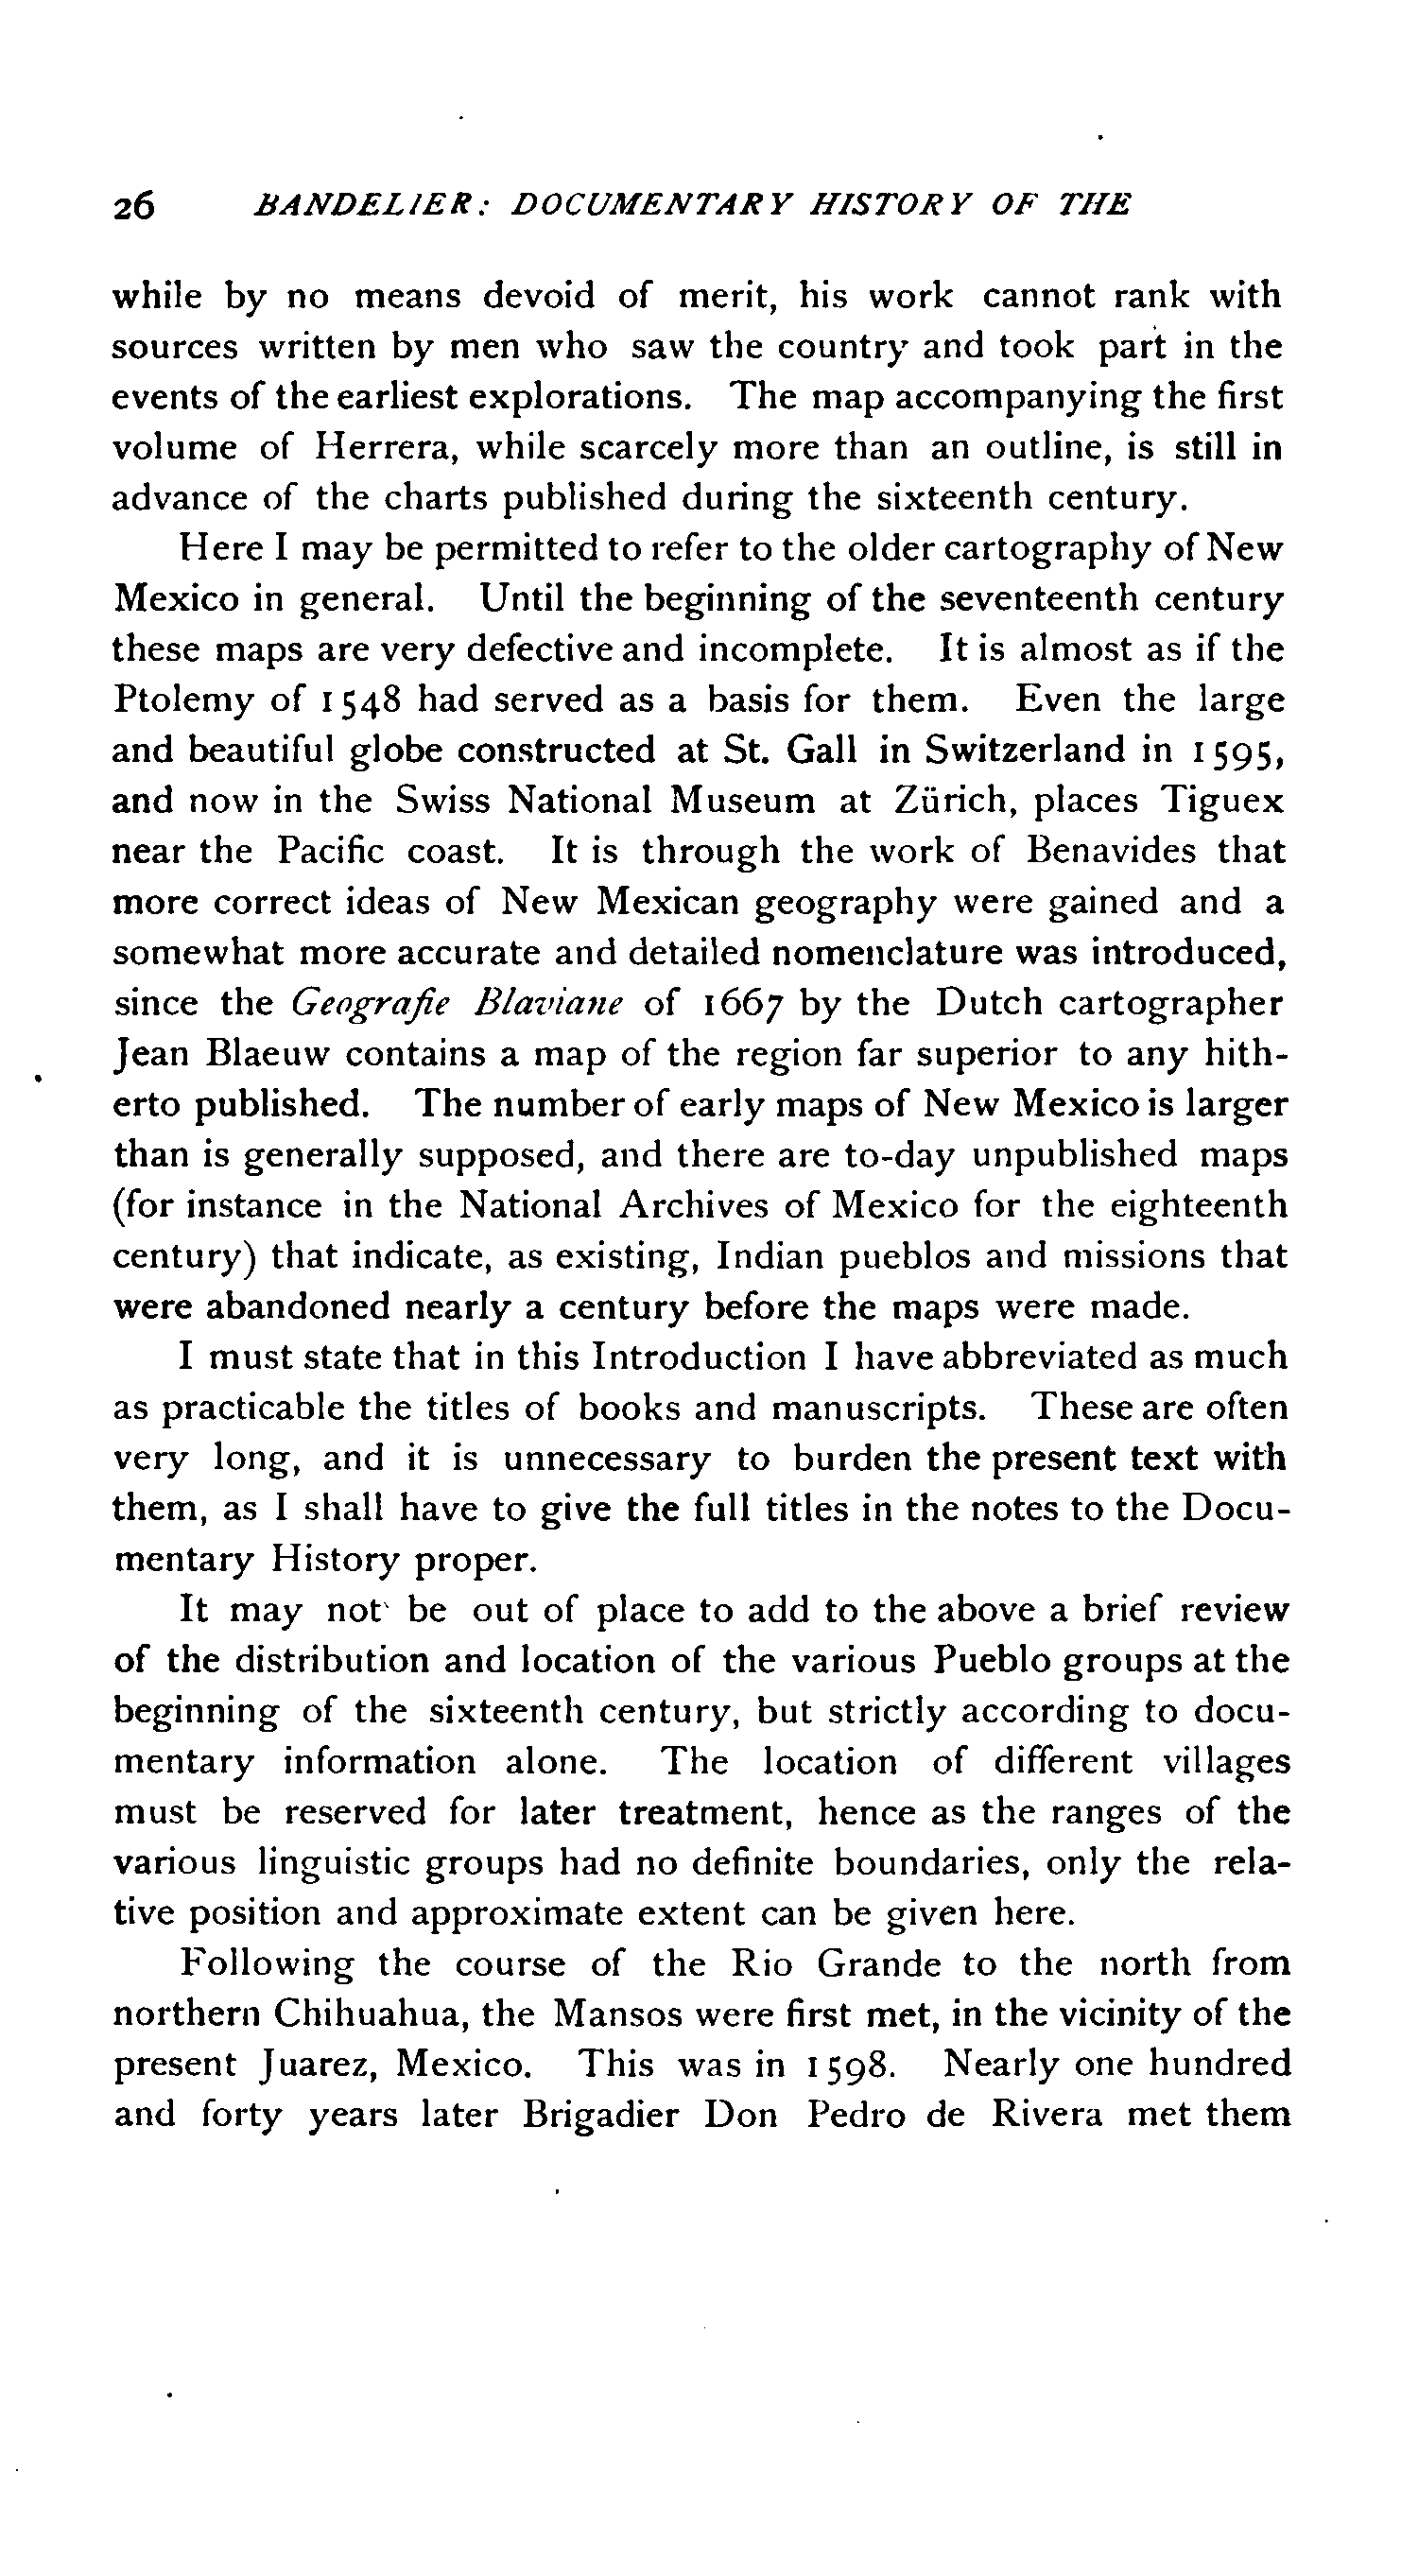 26 BANDELIER: DOCUMENTARY HISTORY OF THE
while by no means devoid of merit, his work cannot rank with
sources written by men who saw the country and took part in the
events of the earliest explorations. The map accompanying the first
volume of Herrera, while scarcely more than an outline, is still in
advance of the charts published during the sixteenth century.
Here I may be permitted to refer to the older cartography of New
Mexico in general. Until the beginning of the seventeenth century
these maps are very defective and incomplete. It is almost as if the
Ptolemy of 1548 had served as a basis for them. Even the large
and beautiful globe constructed at St. Gall in Switzerland in 1595,
and now in the Swiss National Museum at Zürich, places Tiguex
near the Pacific coast. It is through the work of Benavides that
more correct ideas of New Mexican geography were gained and a
somewhat more accurate and detailed nomenclature was introduced,
since the Geografie Blaviane of 1667 by the Dutch cartographer
Jean Blaeuw contains a map of the region far superior to any hith-
erto published. The number of early maps of New Mexico is larger
than is generally supposed, and there are to-day unpublished maps
(for instance in the National Archives of Mexico for the eighteenth
century) that indicate, as existing, Indian pueblos and missions that
were abandoned nearly a century before the maps were made.
I must state that in this Introduction I have abbreviated as much
as practicable the titles of books and manuscripts. These are often
very long, and it is unnecessary to burden the present text with
them, as I shall have to give the full titles in the notes to the Docu-
mentary History proper.
It may not be out of place to add to the above a brief review
of the distribution and location of the various Pueblo groups at the
beginning of the sixteenth century, but strictly according to docu-
mentary information alone. The location of different villages
must be reserved for later treatment, hence as the ranges of the
various linguistic groups had no definite boundaries, only the rela-
tive position and approximate extent can be given here.
Following the course of the Rio Grande to the north from
northern Chihuahua, the Mansos were first met, in the vicinity of the
present Juarez, Mexico. This was in 1598. Nearly one hundred
and forty years later Brigadier Don Pedro de Rivera met them